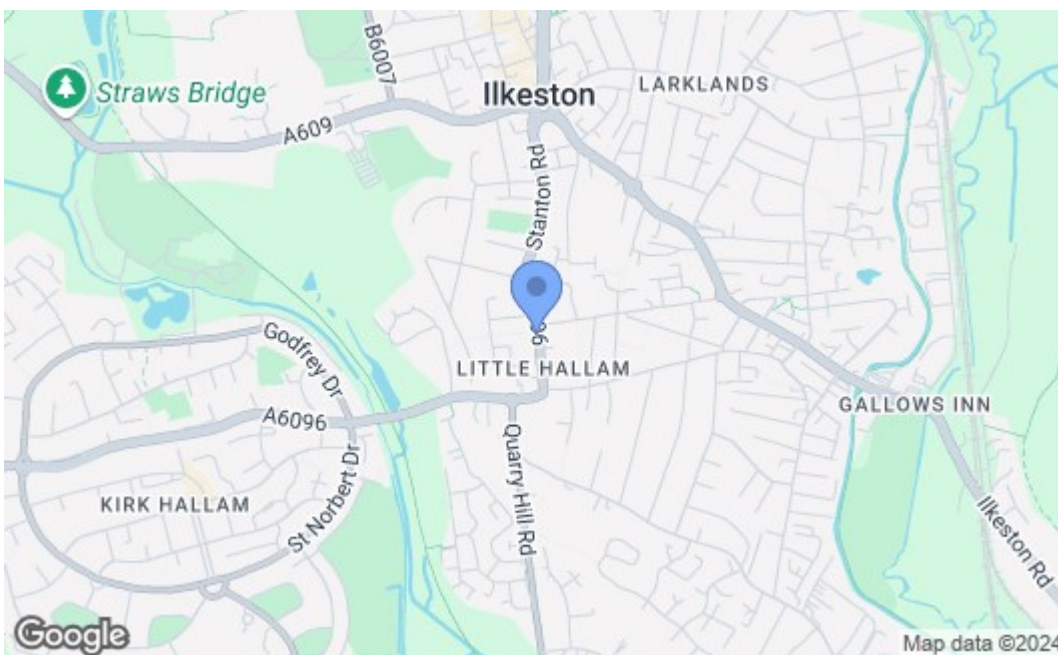 B6007
LARKLANDS
Ilkeston
Straws Bridge
A609
Stanton Rd
96
LITTLE HALLAM
Godfrey Dr
A6096
GALLOWS INN
Quarry Hill Rd
St Norbert Dr
KIRK HALLAM
Ilkeston Rd
Google
Map data ©2024